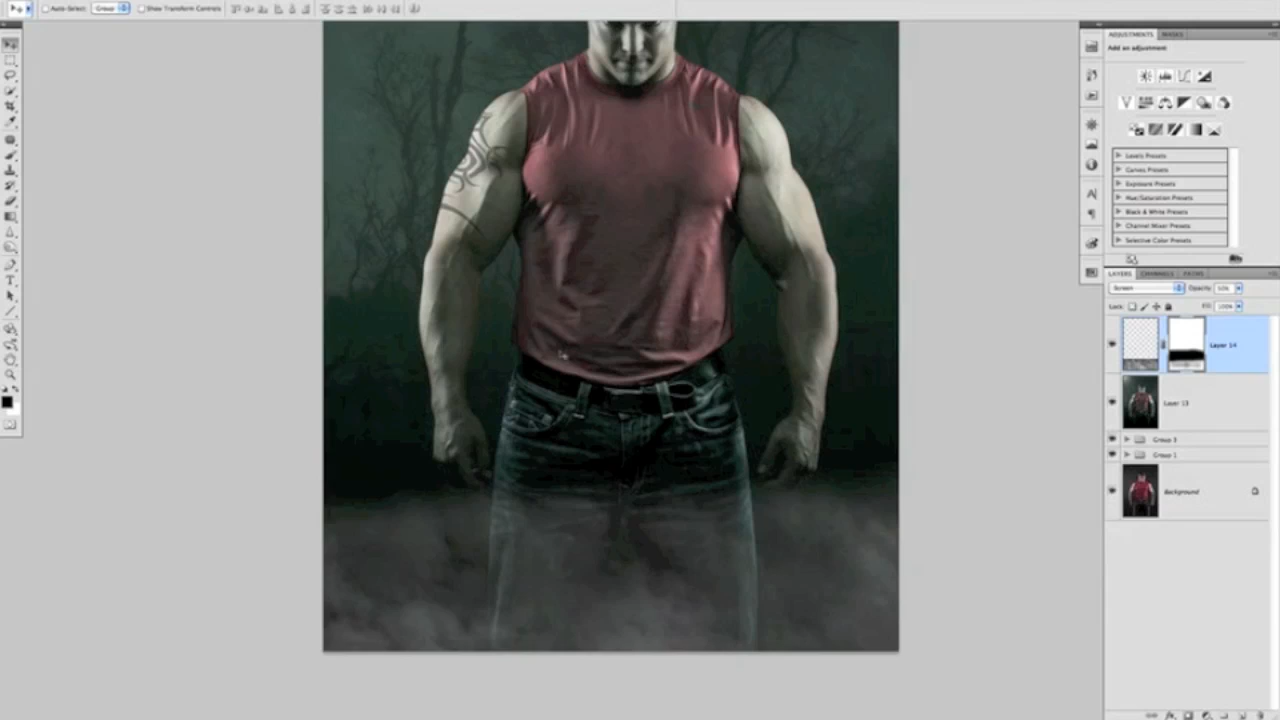 Auto-Select: Group Show Transform Controls
ADJUSTMENTS MASKS
Add an adjustment
Levels Presets
Curves Presets
Exposure Presets
Hue/Saturation Presets
Black & White Presets
Channel Mixer Presets
Selective Color Presets
LAYERS CHANNELS PATHS
Screen Opacity: 50%
Lock: Fill: 100%
Layer 14
Layer 13
Group 3
Group 1
Background